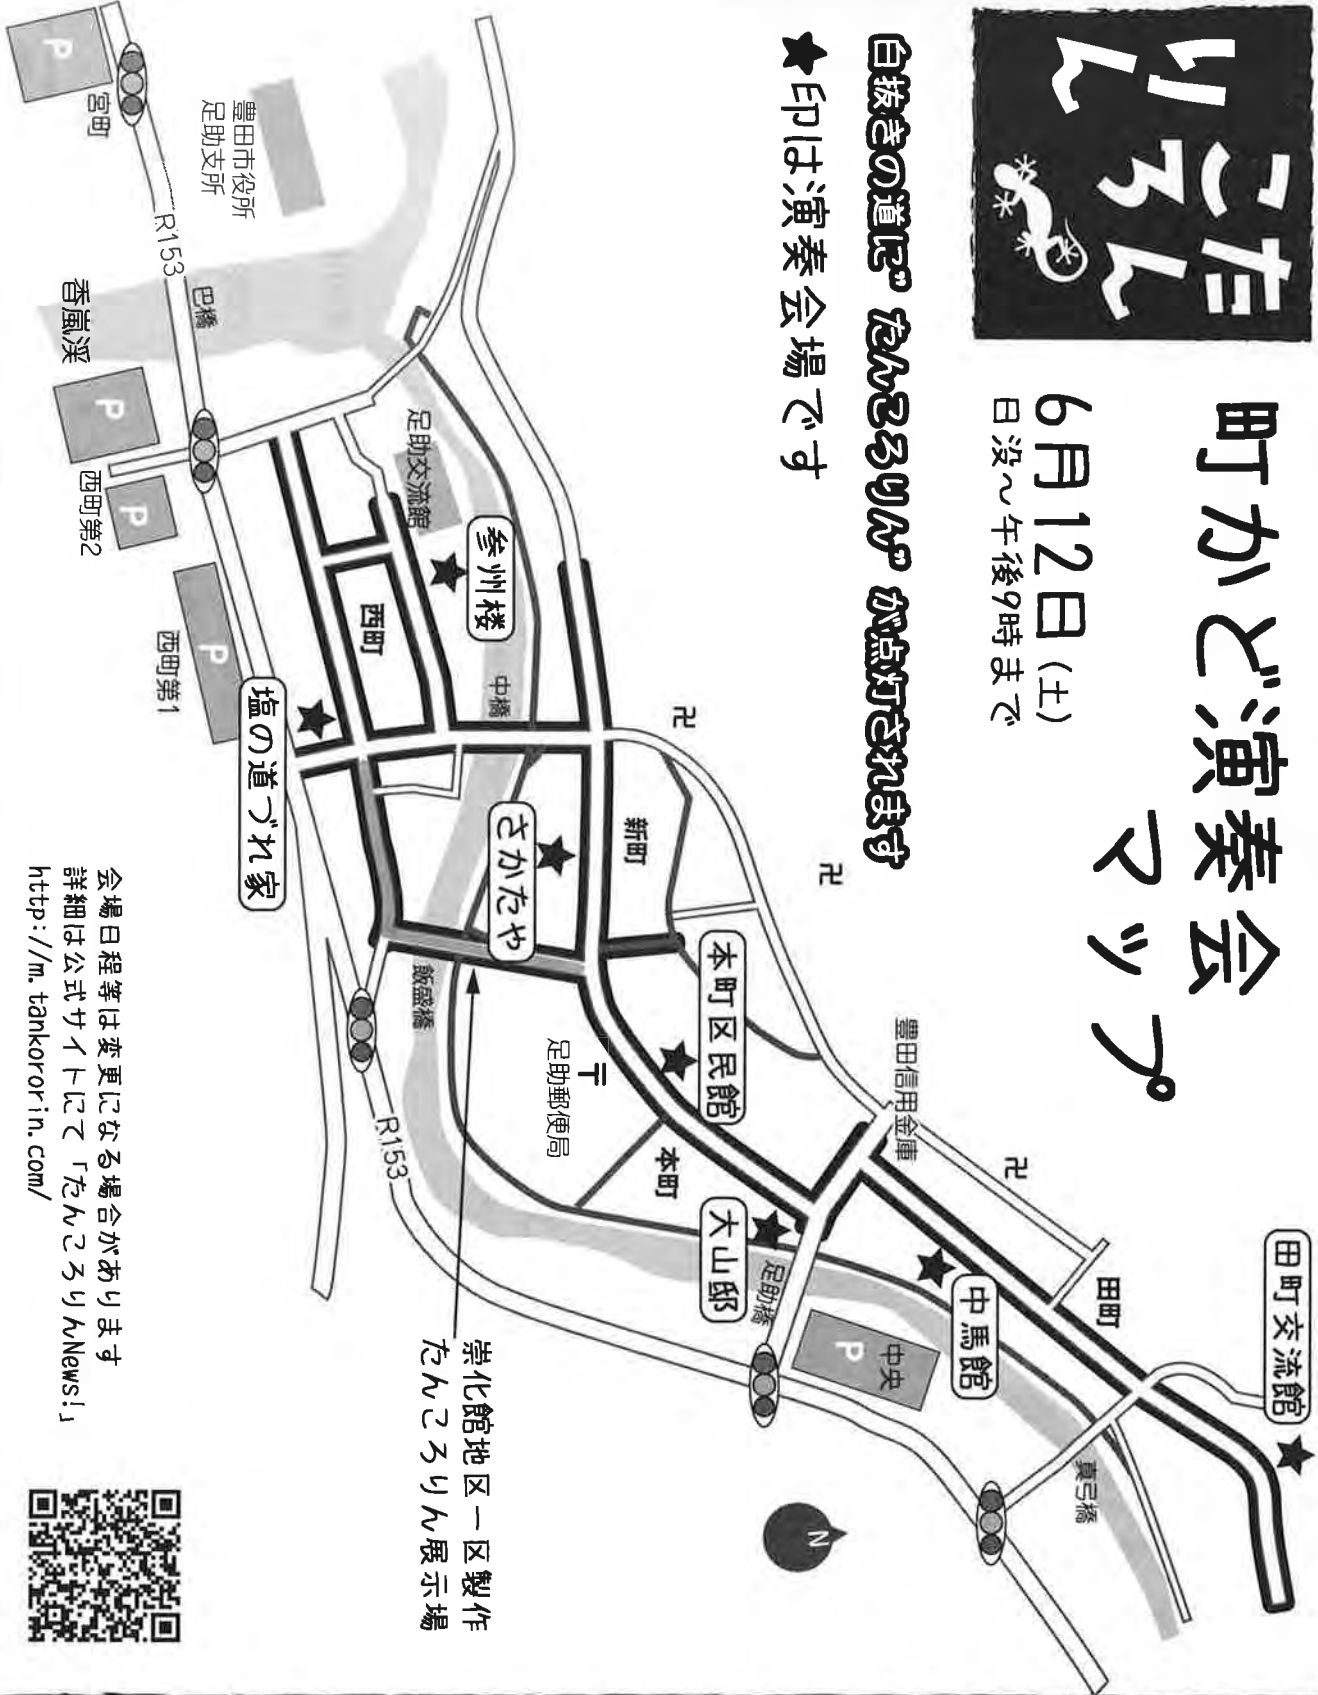 たんころりん
町かど演奏会
マップ
6月12日(土)
日没～午後9時まで
白抜きの道に”たんころりん”が点灯されます
★印は演奏会場です
田町交流館
田町
卍
豊田信用金庫
卍
卍
中馬館
真弓橋
中央
P
足助橋
大山邸
本町区民館
本町
〒
足助郵便局
新町
さかたや
中橋
飯盛橋
参州楼
足助交流館
西町
塩の道づれ家
R153
R153
豊田市役所
足助支所
宮町
P
巴橋
香嵐渓
P
西町第2
P
西町第1
P
N
崇化館地区一区製作
たんころりん展示場
会場日程等は変更になる場合があります
詳細は公式サイトにて「たんころりんNews!」
http://m.tankororin.com/